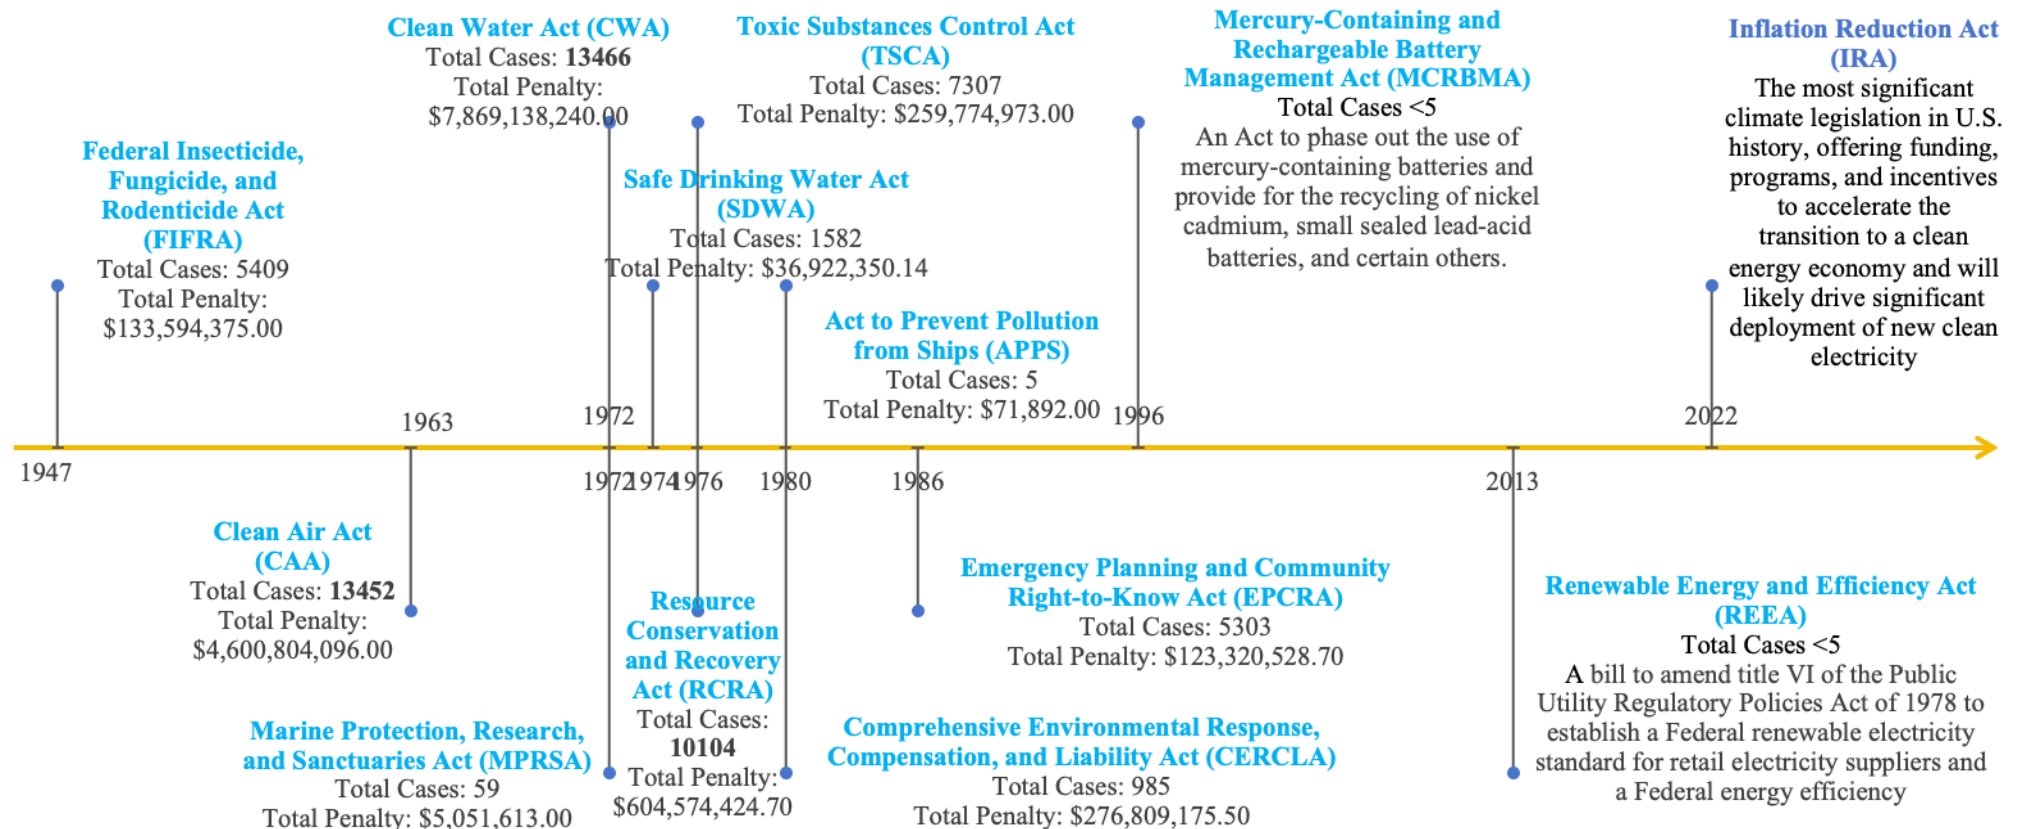 Clean Water Act (CWA)
Total Cases: 13466
Total Penalty:
$7,869,138,240.00
Toxic Substances Control Act
(TSCA)
Total Cases: 7307
Total Penalty: $259,774,973.00
Mercury-Containing and
Rechargeable Battery
Management Act (MCRBMA)
Total Cases <5
An Act to phase out the use of
mercury-containing batteries and
provide for the recycling of nickel
cadmium, small sealed lead-acid
batteries, and certain others.
Inflation Reduction Act
(IRA)
The most significant
climate legislation in U.S.
history, offering funding,
programs, and incentives
to accelerate the
transition to a clean
energy economy and will
likely drive significant
deployment of new clean
electricity
Federal Insecticide,
Fungicide, and
Rodenticide Act
(FIFRA)
Total Cases: 5409
Total Penalty:
$133,594,375.00
Safe Drinking Water Act
(SDWA)
Total Cases: 1582
Total Penalty: $36,922,350.14
Act to Prevent Pollution
from Ships (APPS)
Total Cases: 5
Total Penalty: $71,892.00
1963
1972
1996
2022
1947
1972
1974
1976
1980
1986
2013
Clean Air Act
(CAA)
Total Cases: 13452
Total Penalty:
$4,600,804,096.00
Resource
Conservation
and Recovery
Act (RCRA)
Total Cases:
10104
Total Penalty:
$604,574,424.70
Emergency Planning and Community
Right-to-Know Act (EPCRA)
Total Cases: 5303
Total Penalty: $123,320,528.70
Renewable Energy and Efficiency Act
(REEA)
Total Cases <5
A bill to amend title VI of the Public
Utility Regulatory Policies Act of 1978 to
establish a Federal renewable electricity
standard for retail electricity suppliers and
a Federal energy efficiency
Marine Protection, Research,
and Sanctuaries Act (MPRSA)
Total Cases: 59
Total Penalty: $5,051,613.00
Comprehensive Environmental Response,
Compensation, and Liability Act (CERCLA)
Total Cases: 985
Total Penalty: $276,809,175.50